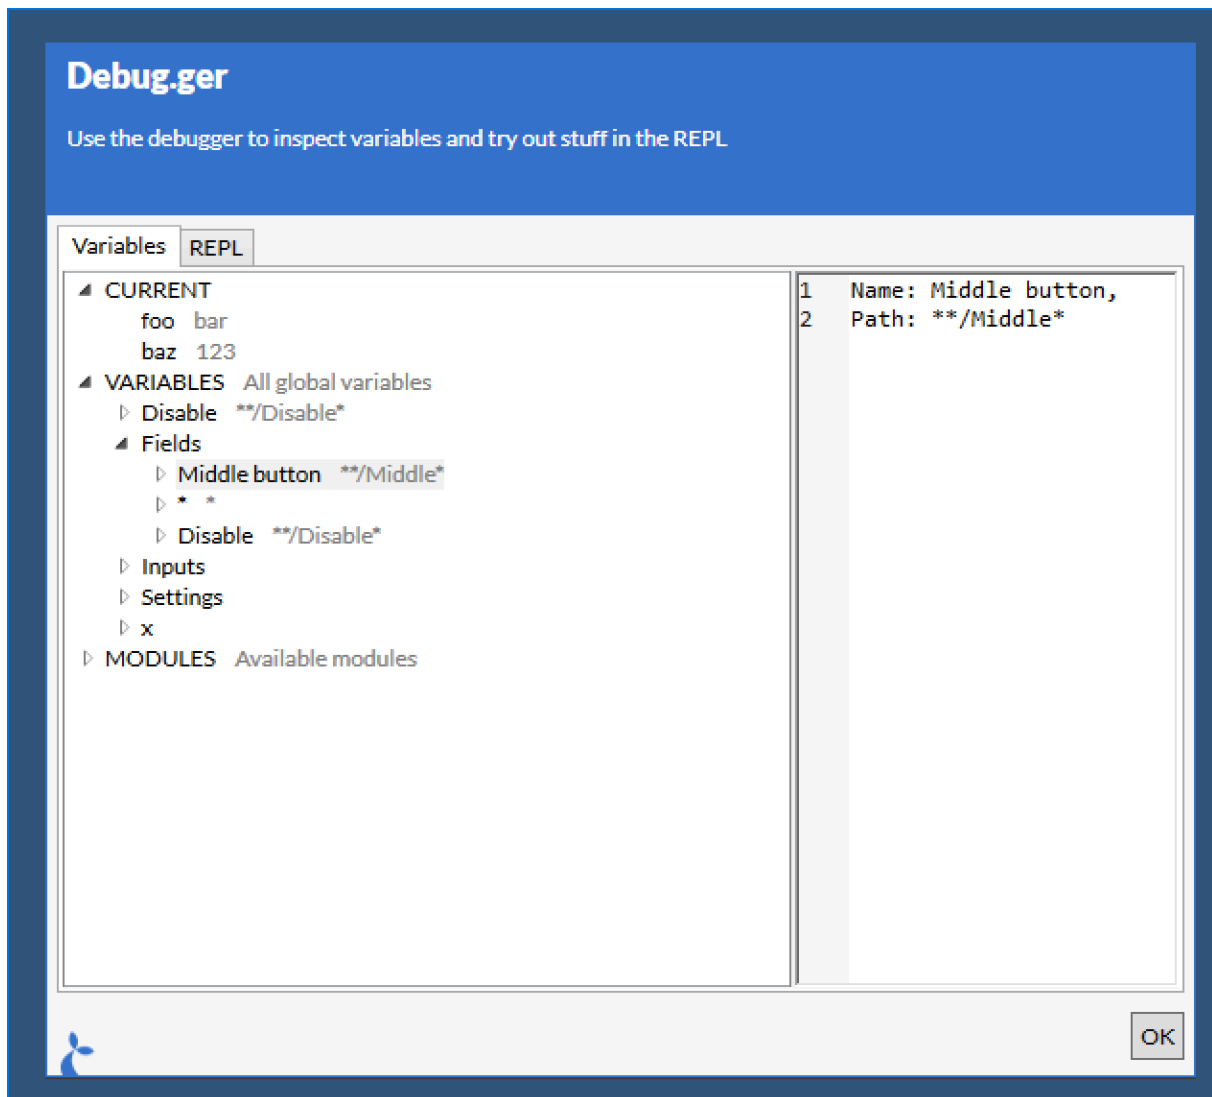 Debug.ger
Use the debugger to inspect variables and try out stuff in the REPL
Variables REPL
CURRENT
foo bar
baz 123
VARIABLES All global variables
Disable **/Disable*
Fields
Middle button **/Middle*
* *
Disable **/Disable*
Inputs
Settings
x
MODULES Available modules
1 Name: Middle button,
2 Path: **/Middle*
OK